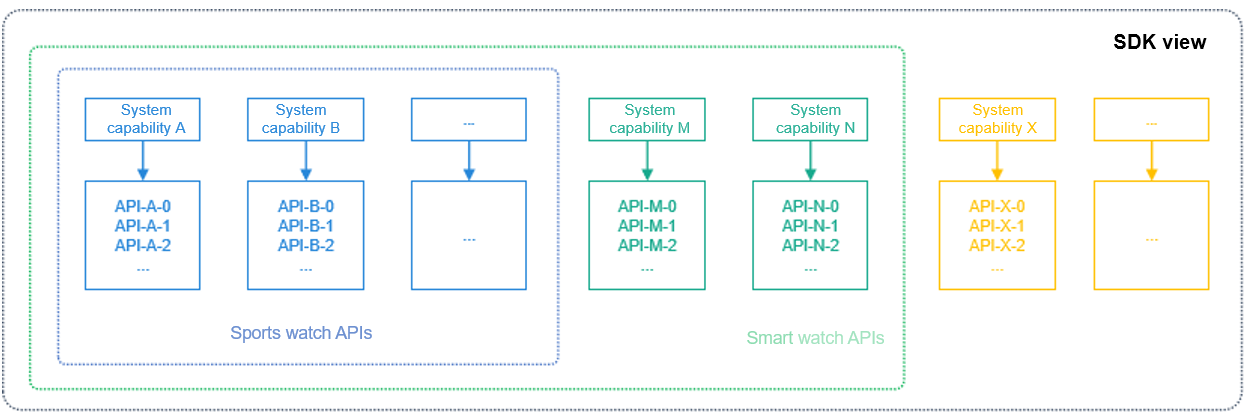 SDK view
System
capability A
System
capability B
...
System
capability M
System
capability N
System
capability X
...
API-A-0
API-A-1
API-A-2
...
API-B-0
API-B-1
API-B-2
...
...
API-M-0
API-M-1
API-M-2
...
API-N-0
API-N-1
API-N-2
...
API-X-0
API-X-1
API-X-2
...
...
Sports watch APIs
Smart watch APIs